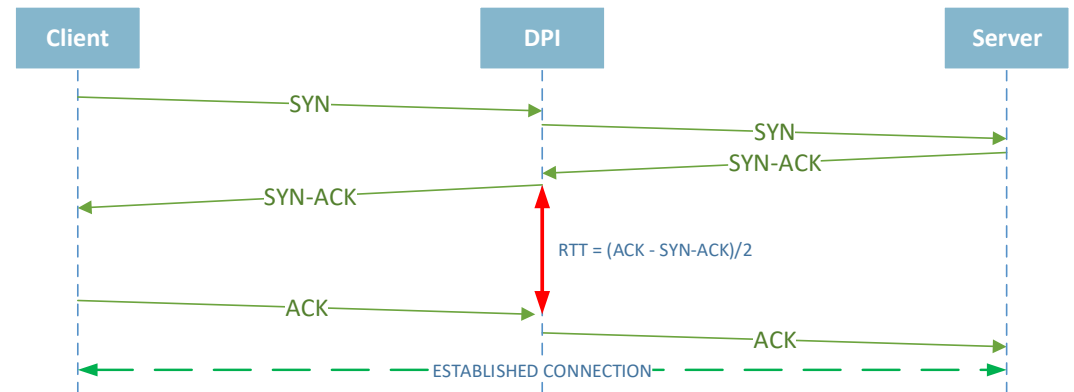 Client
DPI
Server
SYN
SYN
SYN-ACK
SYN-ACK
RTT = (ACK - SYN-ACK)/2
ACK
ACK
ESTABLISHED CONNECTION